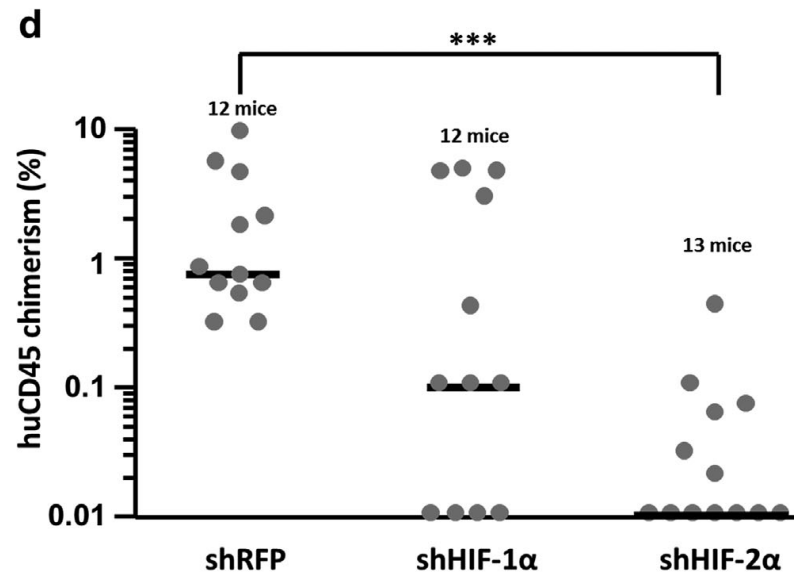 d
***
12 mice
12 mice
13 mice
huCD45 chimerism (%)
10
1
0.1
0.01
shRFP shHIF-1α shHIF-2α